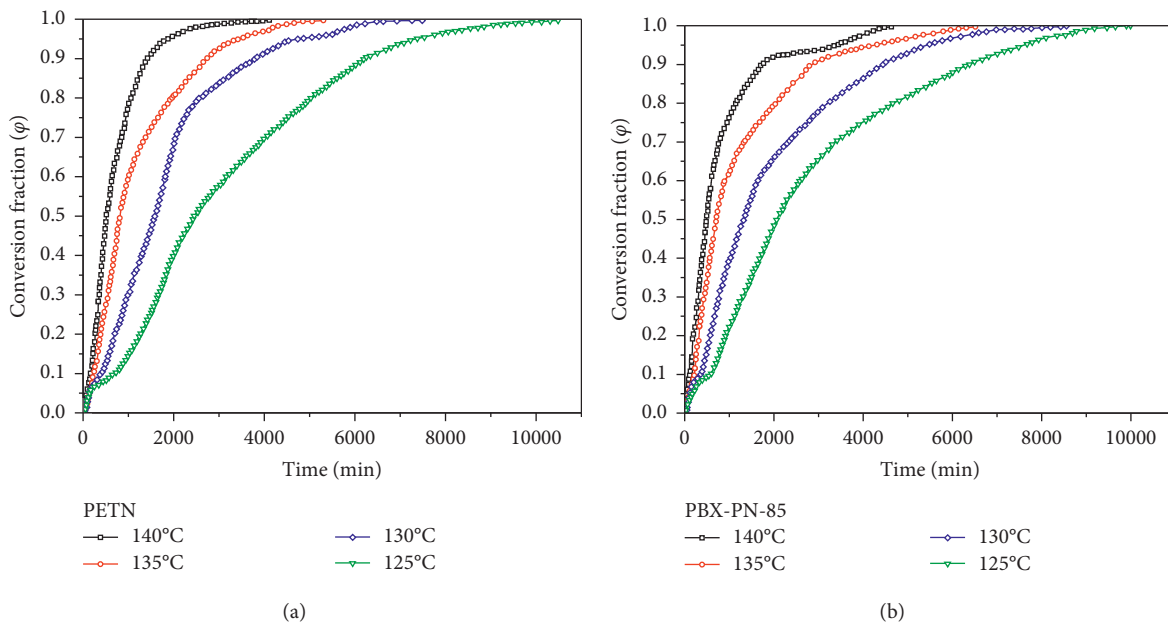 1.0
0.9
0.8
0.7
0.6
0.5
0.4
0.3
0.2
0.1
0.0
Conversion fraction (φ)
0 2000 4000 6000 8000 10000
Time (min)
PETN
140°C 130°C
135°C 125°C
(a)
1.0
0.9
0.8
0.7
0.6
0.5
0.4
0.3
0.2
0.1
0.0
Conversion fraction (φ)
0 2000 4000 6000 8000 10000
Time (min)
PBX-PN-85
140°C 130°C
135°C 125°C
(b)